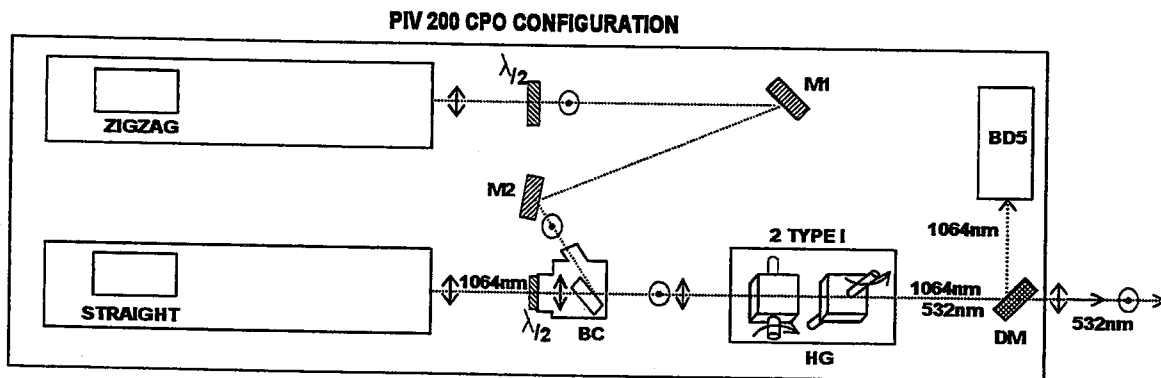 PIV 200 CPO CONFIGURATION
ZIGZAG
λ/2
M1
BD5
M2
1064nm
2 TYPE I
STRAIGHT
1064nm
λ/2
BC
HG
1064nm
532nm
DM
532nm